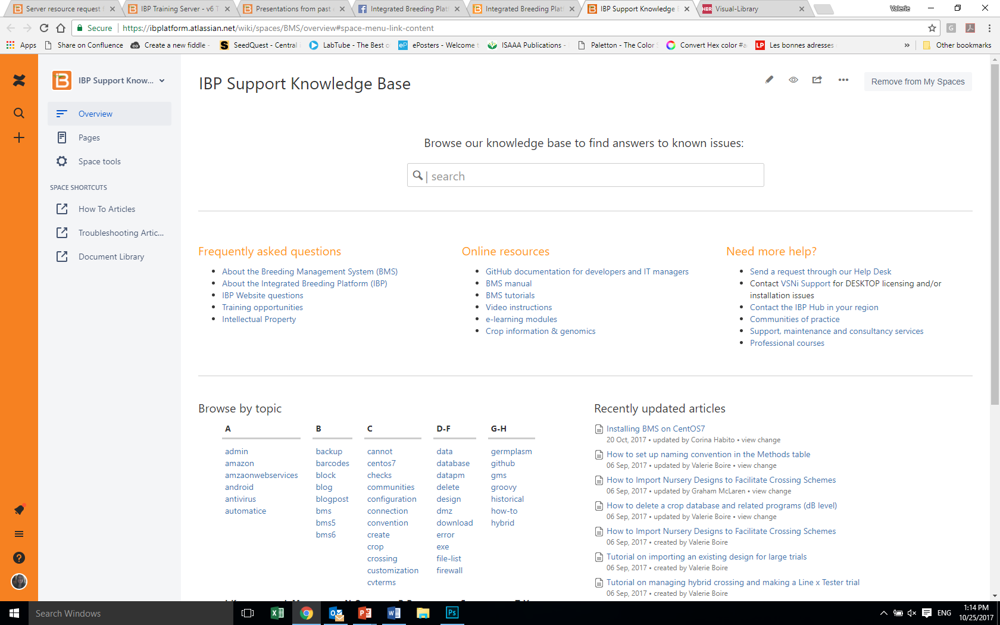 Server resource request f
IBP Training Server - v6 T
Presentations from past e
Integrated Breeding Plat
Integrated Breeding Plat
IBP Support Knowledge B
HBR Visual-Library
Valerie
Secure
https://ibplatform.atlassian.net/wiki/spaces/BMS/overview#space-menu-link-content
Apps
Share on Confluence
Create a new fiddle -
SeedQuest - Central
LabTube - The Best o
eP ePosters - Welcome t
ISAAA Publications -
Paletton - The Color S
Convert Hex color #a
LP Les bonnes adresses
»
Other bookmarks
IBP Support Know...
Overview
Pages
Space tools
SPACE SHORTCUTS
How To Articles
Troubleshooting Artic...
Document Library
IBP Support Knowledge Base
Remove from My Spaces
Browse our knowledge base to find answers to known issues:
| search
Frequently asked questions
• About the Breeding Management System (BMS)
• About the Integrated Breeding Platform (IBP)
• IBP Website questions
• Training opportunities
• Intellectual Property
Online resources
• GitHub documentation for developers and IT managers
• BMS manual
• BMS tutorials
• Video instructions
• e-learning modules
• Crop information & genomics
Need more help?
• Send a request through our Help Desk
• Contact VSNi Support for DESKTOP licensing and/or
installation issues
• Contact the IBP Hub in your region
• Communities of practice
• Support, maintenance and consultancy services
• Professional courses
Browse by topic
A
admin
amazon
amzaonwebservices
android
antivirus
automatice
B
backup
barcodes
block
blog
blogpost
bms
bms5
bms6
C
cannot
centos7
checks
communities
configuration
connection
convention
create
crop
crossing
customization
cvterms
D-F
data
database
datapm
delete
design
dmz
download
error
exe
file-list
firewall
G-H
germplasm
github
gms
groovy
historical
how-to
hybrid
Recently updated articles
Installing BMS on CentOS7
20 Oct, 2017 • updated by Corina Habito • view change
How to set up naming convention in the Methods table
06 Sep, 2017 • updated by Valerie Boire • view change
How to Import Nursery Designs to Facilitate Crossing Schemes
06 Sep, 2017 • updated by Graham McLaren • view change
How to delete a crop database and related programs (dB level)
06 Sep, 2017 • updated by Valerie Boire • view change
How to Import Nursery Designs to Facilitate Crossing Schemes
06 Sep, 2017 • created by Valerie Boire
Tutorial on importing an existing design for large trials
06 Sep, 2017 • created by Valerie Boire
Tutorial on managing hybrid crossing and making a Line x Tester trial
06 Sep, 2017 • created by Valerie Boire
Search Windows
Ps
ENG
1:14 PM
10/25/2017